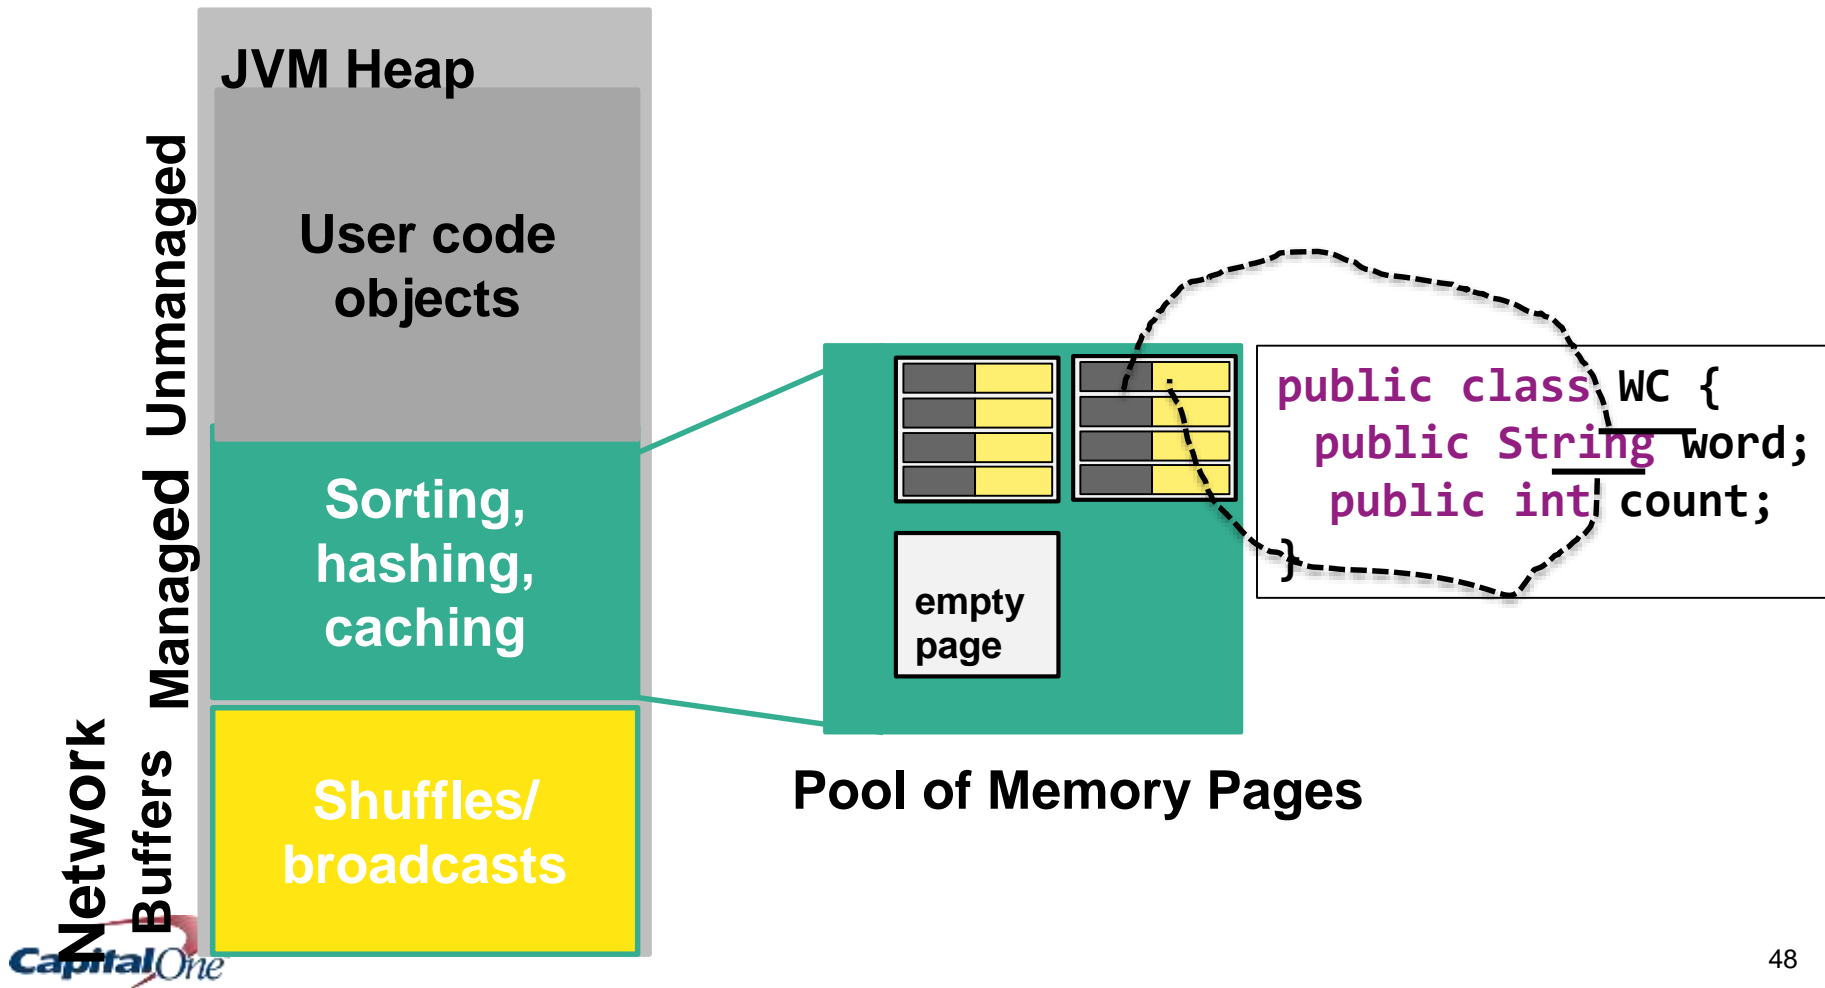 JVM Heap
Unmanaged
User code
objects
Managed
Sorting,
hashing,
caching
Network
Buffers
Shuffles/
broadcasts
empty
page
Pool of Memory Pages
public class WC {
public String word;
public int count;
}
CapitalOne
48